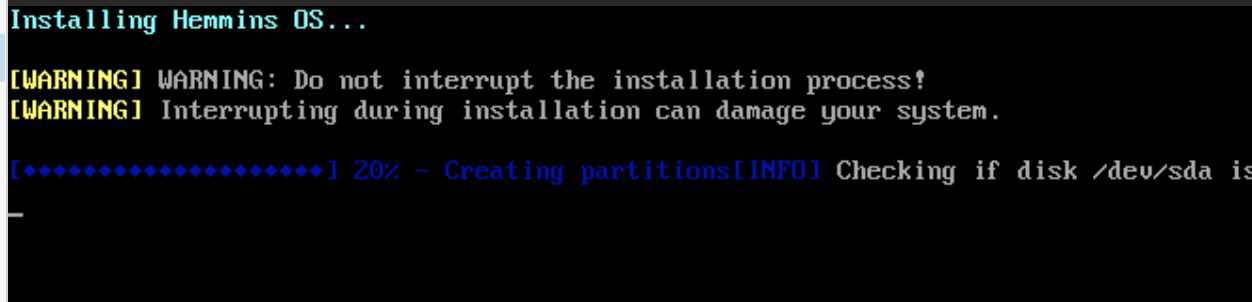 Installing Hemmins OS...
[WARNING] WARNING: Do not interrupt the installation process!
[WARNING] Interrupting during installation can damage your system.
[◆◆◆◆◆◆◆◆◆◆◆◆◆◆◆◆◆◆◆◆] 20% - Creating partitions[INFO] Checking if disk /dev/sda is